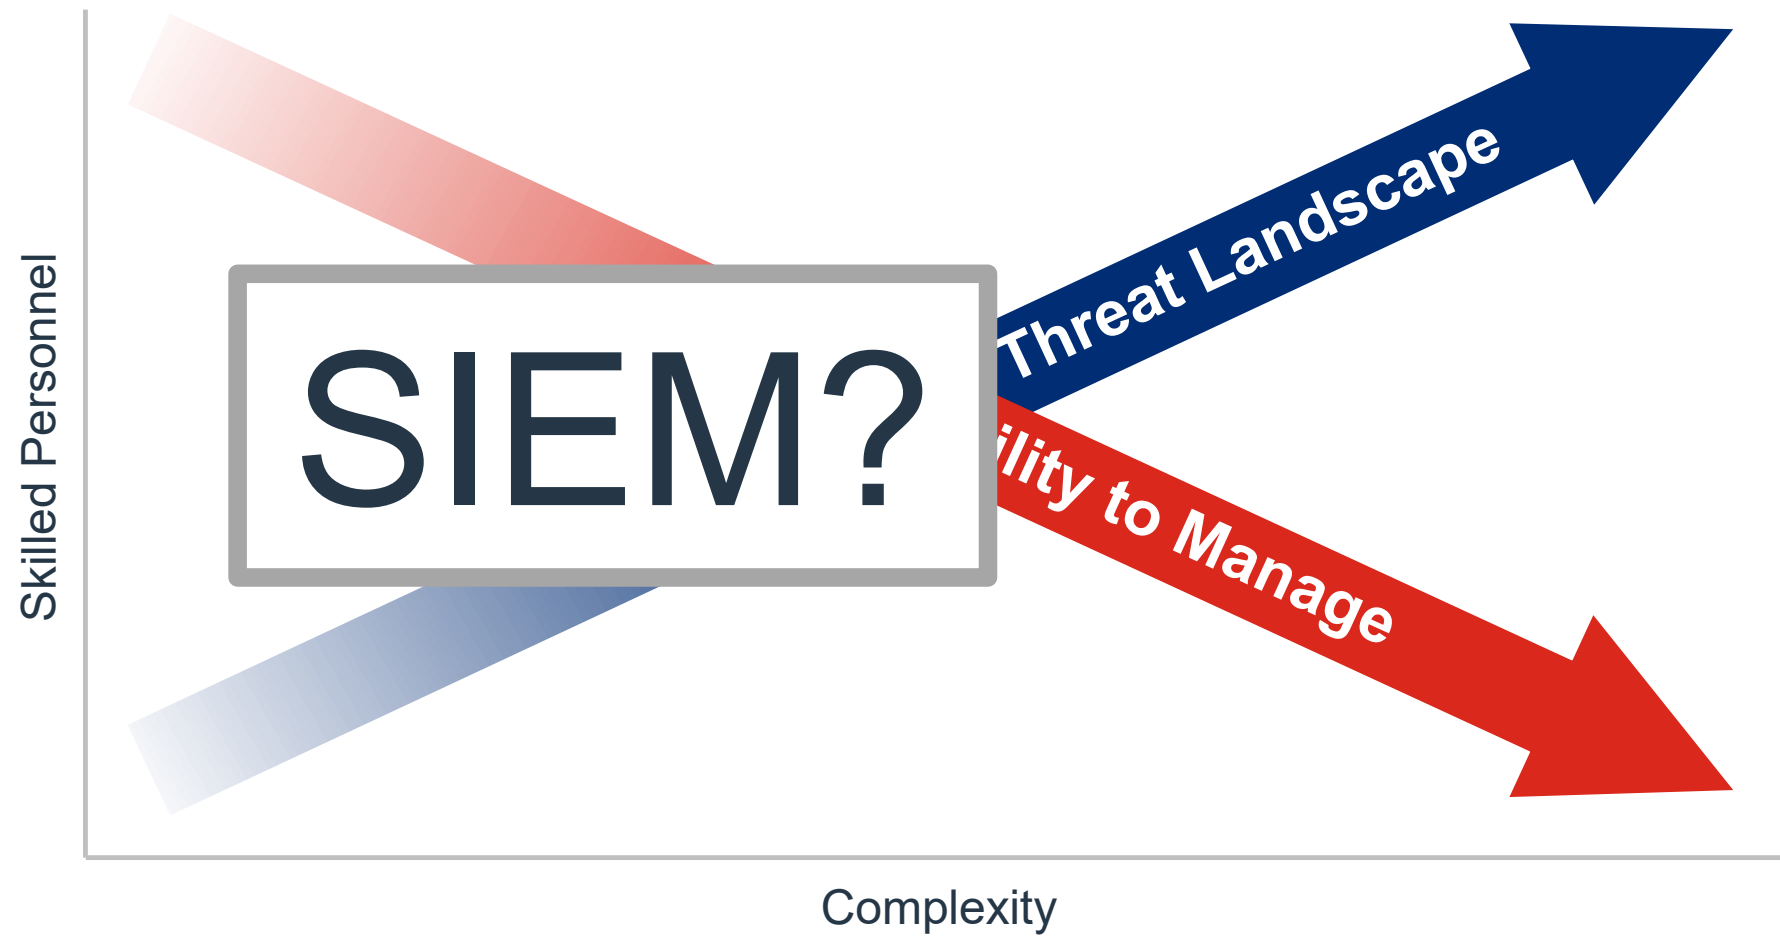 Skilled Personnel
SIEM?
Threat Landscape
ility to Manage
Complexity